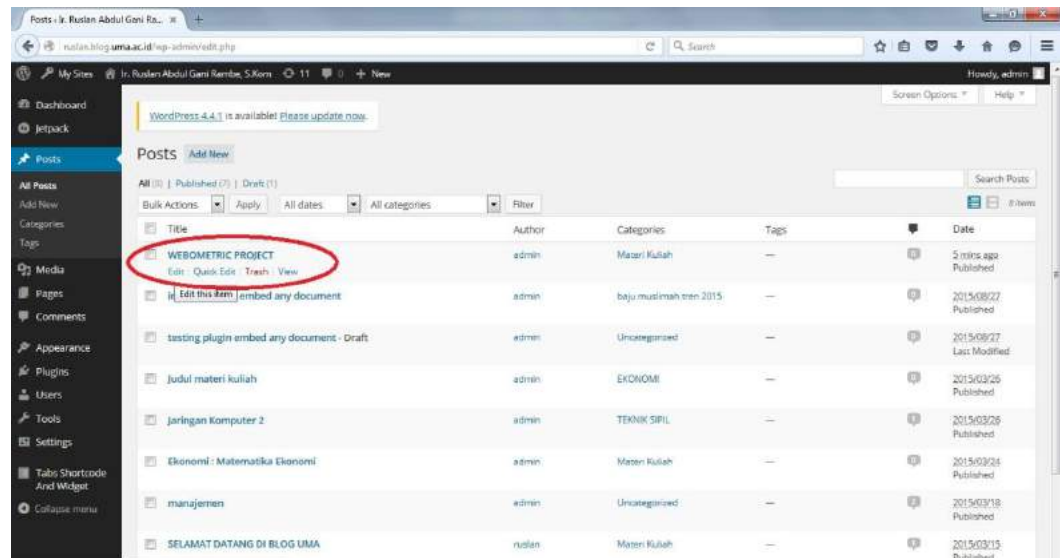 Posts ‹ Ir. Ruslan Abdul Gani Ra...
ruslan.blog.uma.ac.id/wp-admin/edit.php
Search
My Sites Ir. Ruslan Abdul Gani Rambe, S.Kom 11 0 + New
Howdy, admin
Dashboard
Jetpack
Posts
All Posts
Add New
Categories
Tags
Media
Pages
Comments
Appearance
Plugins
Users
Tools
Settings
Tabs Shortcode
And Widget
Collapse menu
Screen Options Help
WordPress 4.4.1 is available! Please update now.
Posts Add New
All (8) | Published (7) | Draft (1)
Search Posts
Bulk Actions Apply All dates All categories Filter
8 items
Title Author Categories Tags Date
WEBOMETRIC PROJECT admin Materi Kuliah — 0 5 mins ago
Edit | Quick Edit | Trash | View Published
Edit this item
embed any document admin baju muslimah tren 2015 — 0 2015/08/27
Published
testing plugin embed any document - Draft admin Uncategorized — 0 2015/08/27
Last Modified
Judul materi kuliah admin EKONOMI — 2015/03/26
Published
Jaringan Komputer 2 admin TEKNIK SIPIL — 2015/03/26
Published
Ekonomi : Matematika Ekonomi admin Materi Kuliah — 2015/03/24
Published
manajemen admin Uncategorized — 2015/03/18
Published
SELAMAT DATANG DI BLOG UMA ruslan Materi Kuliah — 2015/03/15
Published